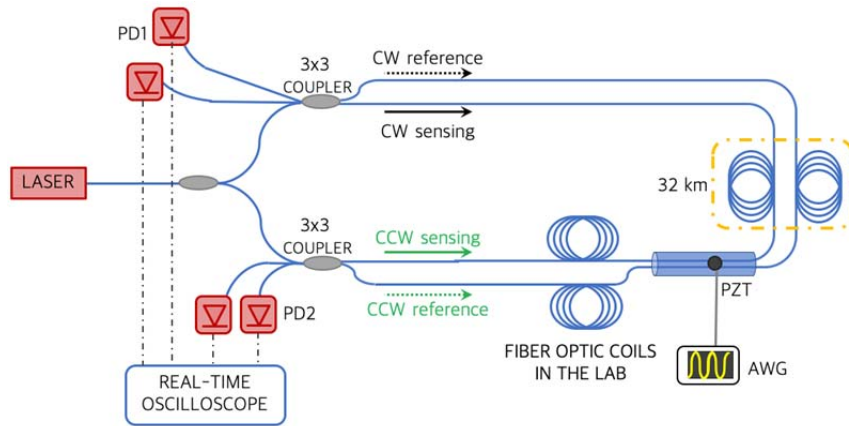 PD1
3x3
COUPLER
CW reference
CW sensing
LASER
32 km
3x3
COUPLER
CCW sensing
CCW reference
PD2
PZT
FIBER OPTIC COILS
IN THE LAB
AWG
REAL-TIME
OSCILLOSCOPE